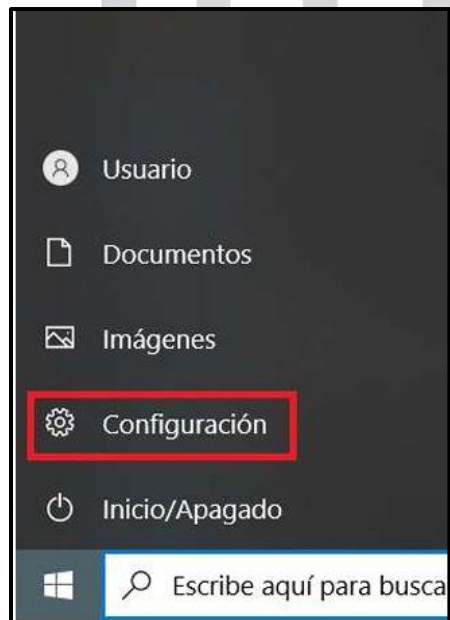 Usuario
Documentos
Imágenes
Configuración
Inicio/Apagado
Escribe aquí para busca